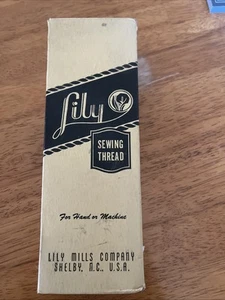 Lily
SEWING
THREAD
For Hand or Machine
LILY MILLS COMPANY
SHELBY, N.C., U.S.A.